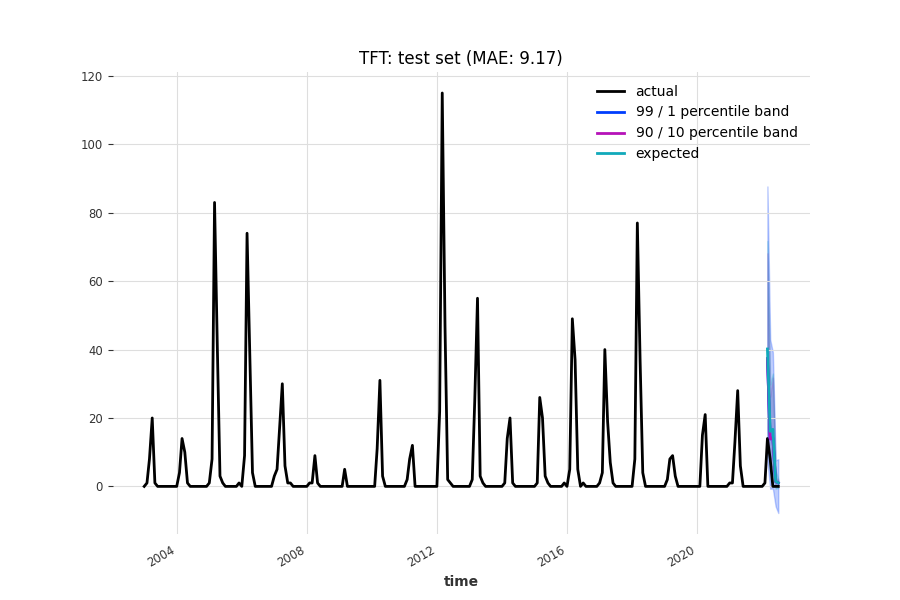 TFT: test set (MAE: 9.17)
actual
99 / 1 percentile band
90 / 10 percentile band
expected
120
100
80
60
40
20
0
2004
2008
2012
2016
2020
time